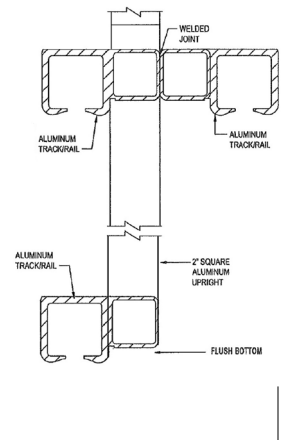 WELDED
JOINT
ALUMINUM
TRACK/RAIL
ALUMINUM
TRACK/RAIL
ALUMINUM
TRACK/RAIL
2" SQUARE
ALUMINUM
UPRIGHT
FLUSH BOTTOM